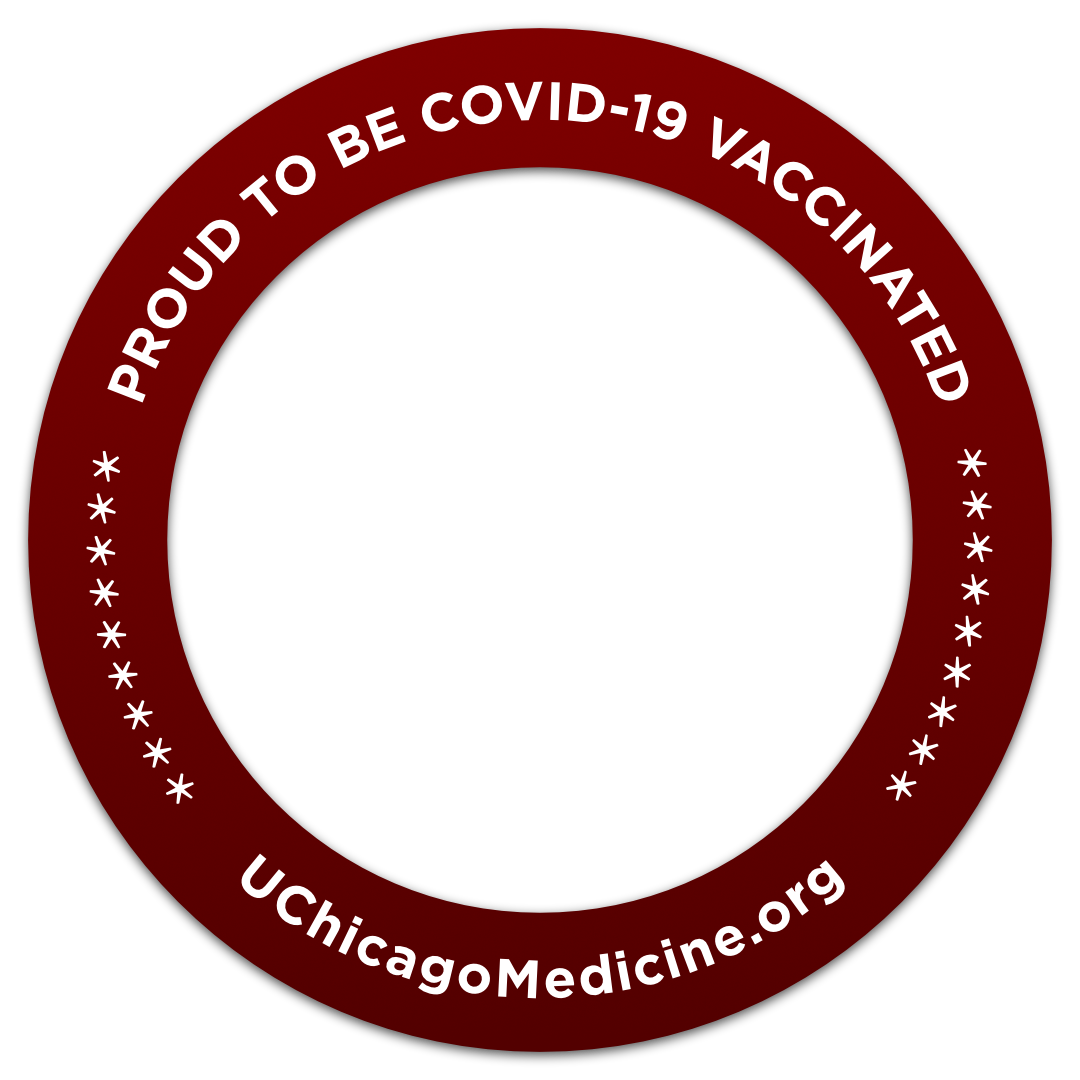 PROUD TO BE COVID-19 VACCINATED
* * * * * * * * *
* * * * * * * * *
UChicagoMedicine.org